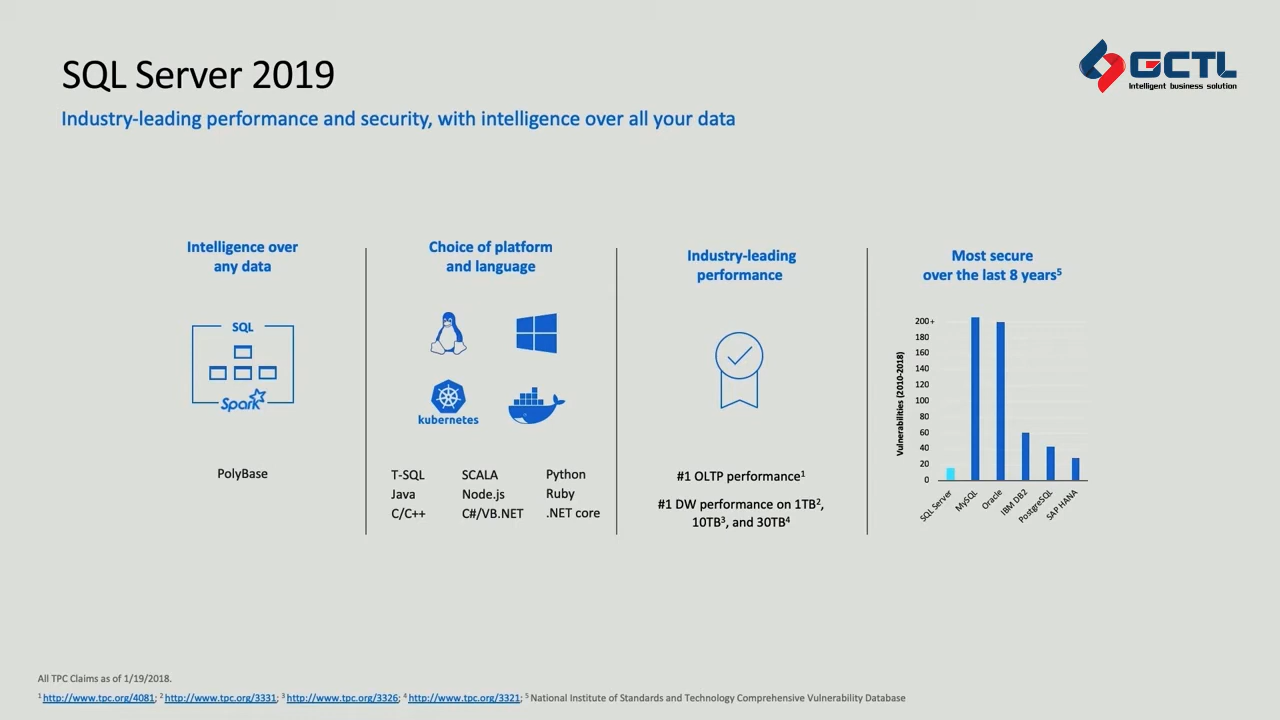 SQL Server 2019
Industry-leading performance and security, with intelligence over all your data
GCTL
Intelligent business solution
Intelligence over
any data
SQL
Spark
PolyBase
Choice of platform
and language
kubernetes
T-SQL SCALA Python
Java Node.js Ruby
C/C++ C#/VB.NET .NET core
Industry-leading
performance
#1 OLTP performance¹
#1 DW performance on 1TB²,
10TB³, and 30TB⁴
Most secure
over the last 8 years⁵
Vulnerabilities (2010-2018)
200+
180
160
140
120
100
80
60
40
20
0
SQL Server
MySQL
Oracle
IBM DB2
PostgreSQL
SAP HANA
All TPC Claims as of 1/19/2018.
¹ http://www.tpc.org/4081; ² http://www.tpc.org/3331; ³ http://www.tpc.org/3326; ⁴ http://www.tpc.org/3321; ⁵ National Institute of Standards and Technology Comprehensive Vulnerability Database